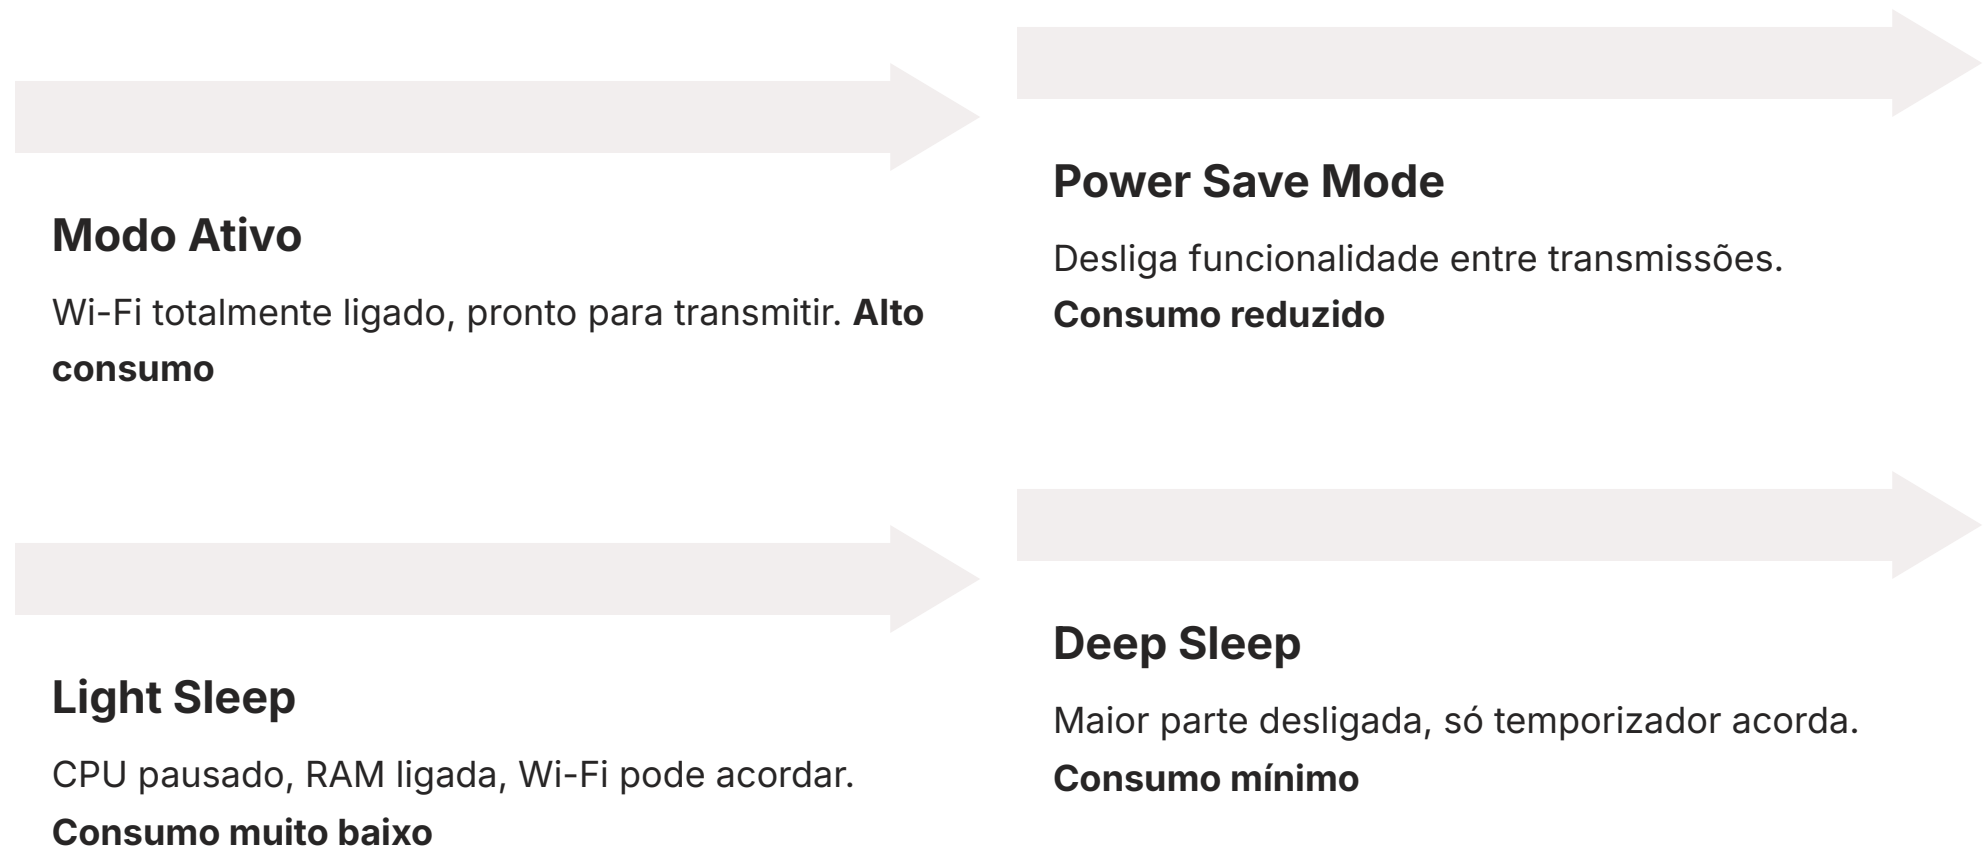 Modo Ativo
Wi-Fi totalmente ligado, pronto para transmitir. Alto
consumo
Power Save Mode
Desliga funcionalidade entre transmissões.
Consumo reduzido
Light Sleep
CPU pausado, RAM ligada, Wi-Fi pode acordar.
Consumo muito baixo
Deep Sleep
Maior parte desligada, só temporizador acorda.
Consumo mínimo